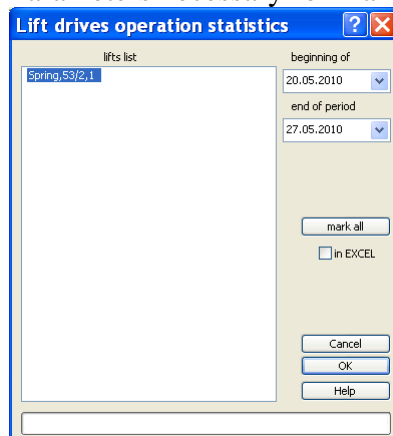 Lift drives operation statistics
lifts list
Spring,53/2,1
beginning of
20.05.2010
end of period
27.05.2010
mark all
in EXCEL
Cancel
OK
Help